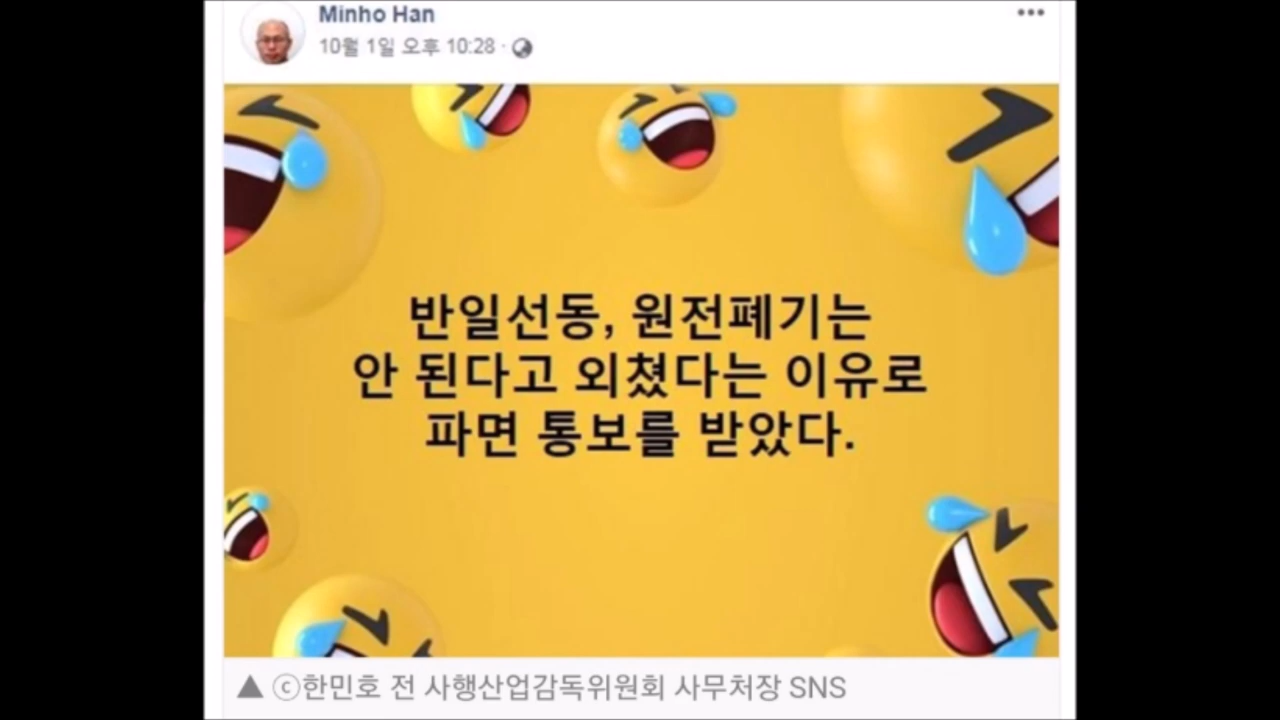 Minho Han
10월 1일 오후 10:28 ·
반일선동, 원전폐기는
안 된다고 외쳤다는 이유로
파면 통보를 받았다.
▲ ⓒ한민호 전 사행산업감독위원회 사무처장 SNS